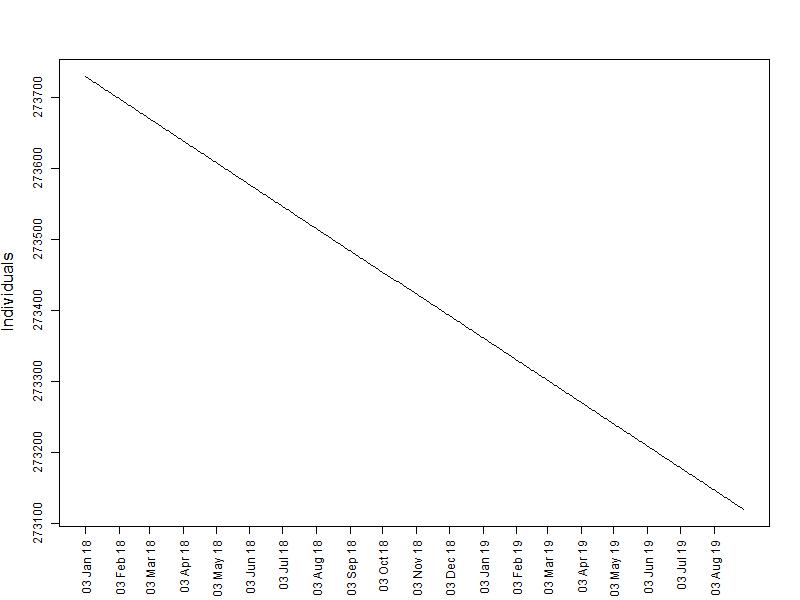 Individuals
273700
273600
273500
273400
273300
273200
273100
03 Jan 18
03 Feb 18
03 Mar 18
03 Apr 18
03 May 18
03 Jun 18
03 Jul 18
03 Aug 18
03 Sep 18
03 Oct 18
03 Nov 18
03 Dec 18
03 Jan 19
03 Feb 19
03 Mar 19
03 Apr 19
03 May 19
03 Jun 19
03 Jul 19
03 Aug 19